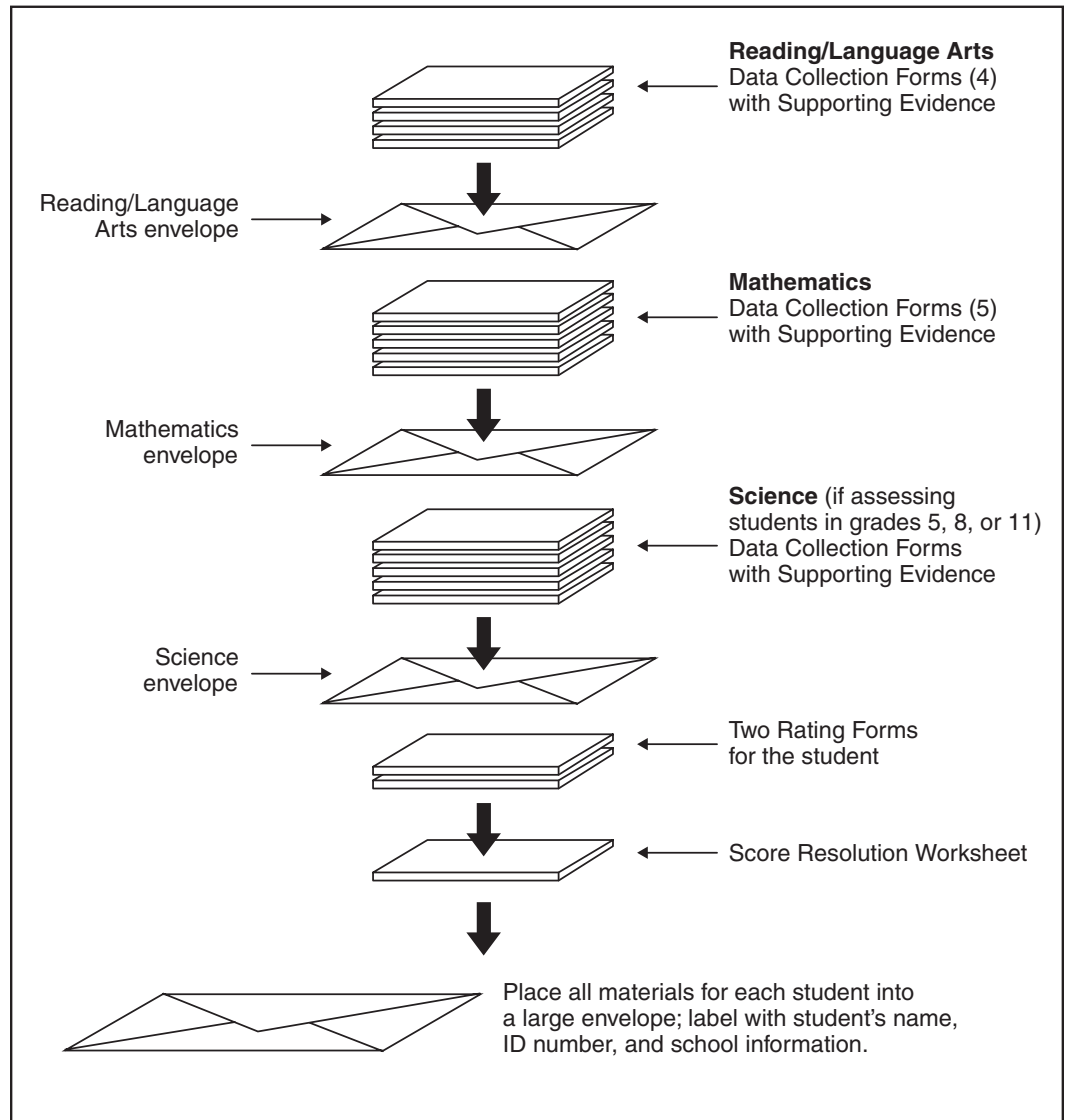 Reading/Language Arts
Data Collection Forms (4)
with Supporting Evidence
Reading/Language
Arts envelope
Mathematics
Data Collection Forms (5)
with Supporting Evidence
Mathematics
envelope
Science (if assessing
students in grades 5, 8, or 11)
Data Collection Forms
with Supporting Evidence
Science
envelope
Two Rating Forms
for the student
Score Resolution Worksheet
Place all materials for each student into
a large envelope; label with student’s name,
ID number, and school information.